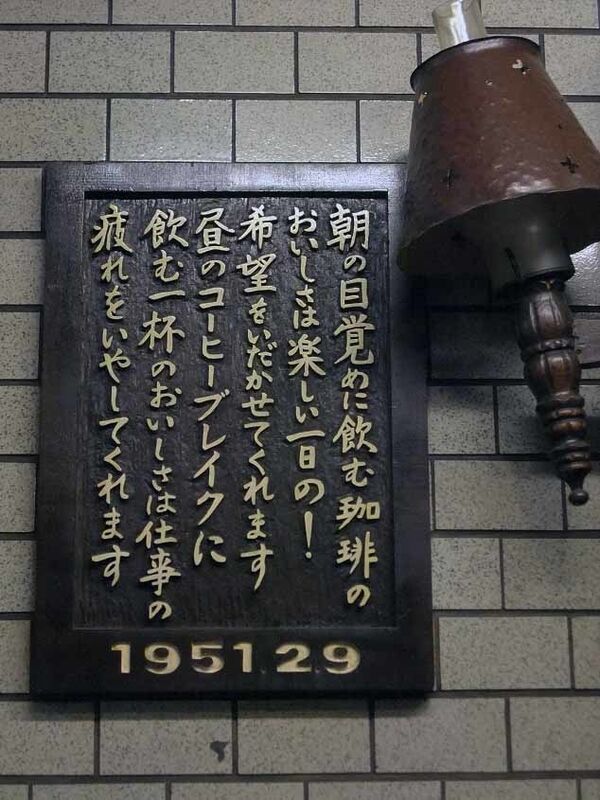 朝の目覚めに飲む珈琲の
おいしさは楽しい一日の!
希望をいだかせてくれます
昼のコーヒーブレイクに
飲む一杯のおいしさは仕事の
疲れをいやしてくれます
1951.2.9